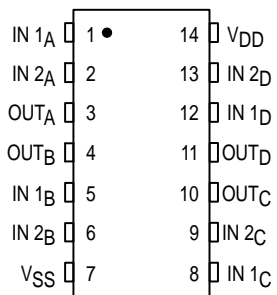 IN 1A 1 14 VDD
IN 2A 2 13 IN 2D
OUTA 3 12 IN 1D
OUTB 4 11 OUTD
IN 1B 5 10 OUTC
IN 2B 6 9 IN 2C
VSS 7 8 IN 1C